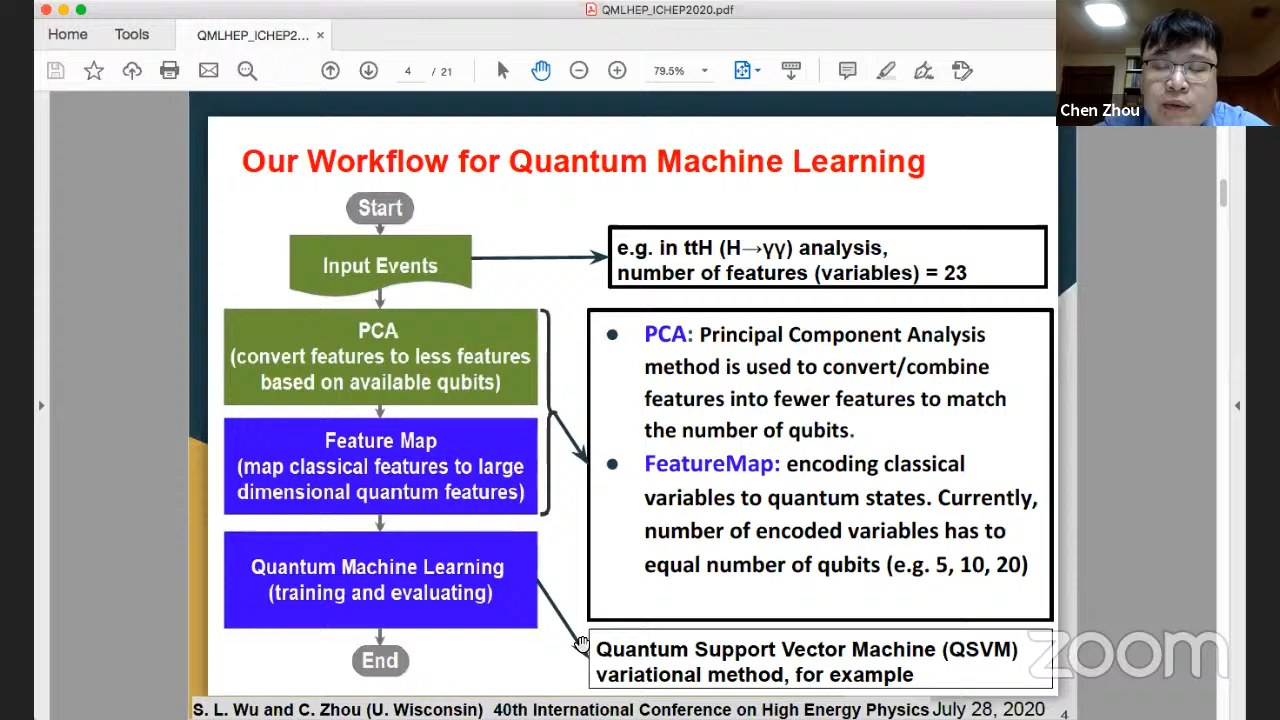 QMLHEP_ICHEP2020.pdf
Home Tools QMLHEP_ICHEP2... ×
4 / 21 79.5%
Chen Zhou
Our Workflow for Quantum Machine Learning
Start
Input Events
e.g. in ttH (H→γγ) analysis,
number of features (variables) = 23
PCA
(convert features to less features
based on available qubits)
Feature Map
(map classical features to large
dimensional quantum features)
Quantum Machine Learning
(training and evaluating)
End
● PCA: Principal Component Analysis
method is used to convert/combine
features into fewer features to match
the number of qubits.
● FeatureMap: encoding classical
variables to quantum states. Currently,
number of encoded variables has to
equal number of qubits (e.g. 5, 10, 20)
Quantum Support Vector Machine (QSVM)
variational method, for example
zoom
S. L. Wu and C. Zhou (U. Wisconsin) 40th International Conference on High Energy Physics July 28, 2020 4